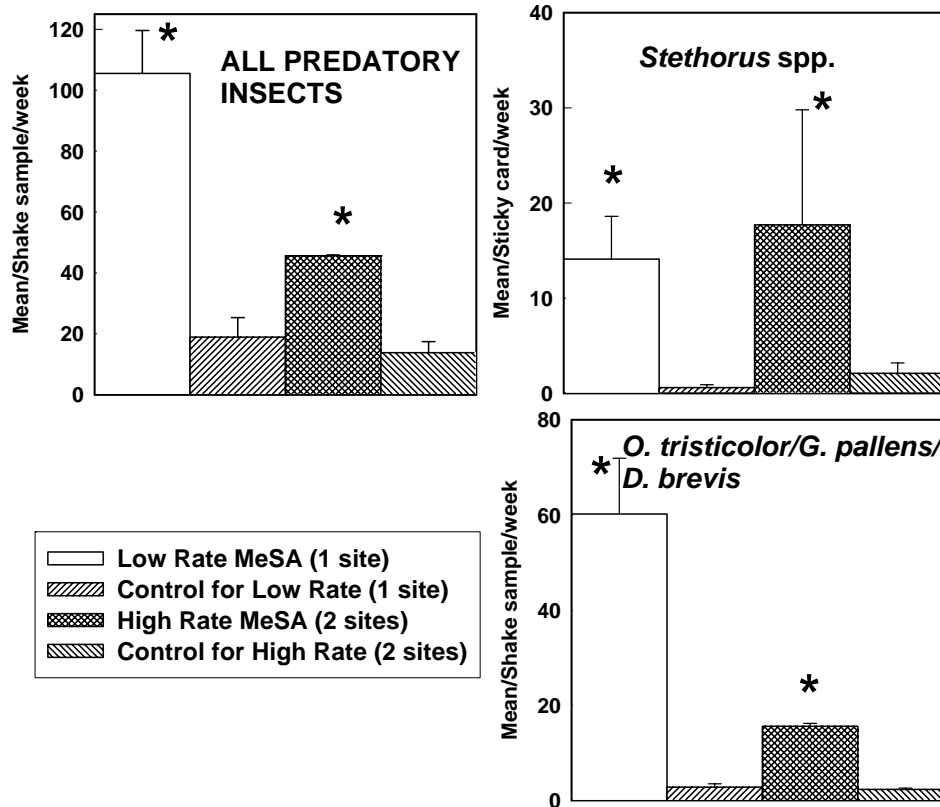 Mean/Shake sample/week
120
100
80
60
40
20
0
*
*
ALL PREDATORY
INSECTS
Mean/Sticky card/week
40
30
20
10
0
*
*
Stethorus spp.
Low Rate MeSA (1 site)
Control for Low Rate (1 site)
High Rate MeSA (2 sites)
Control for High Rate (2 sites)
Mean/Shake sample/week
80
60
40
20
0
*
*
O. tristicolor/G. pallens/
D. brevis